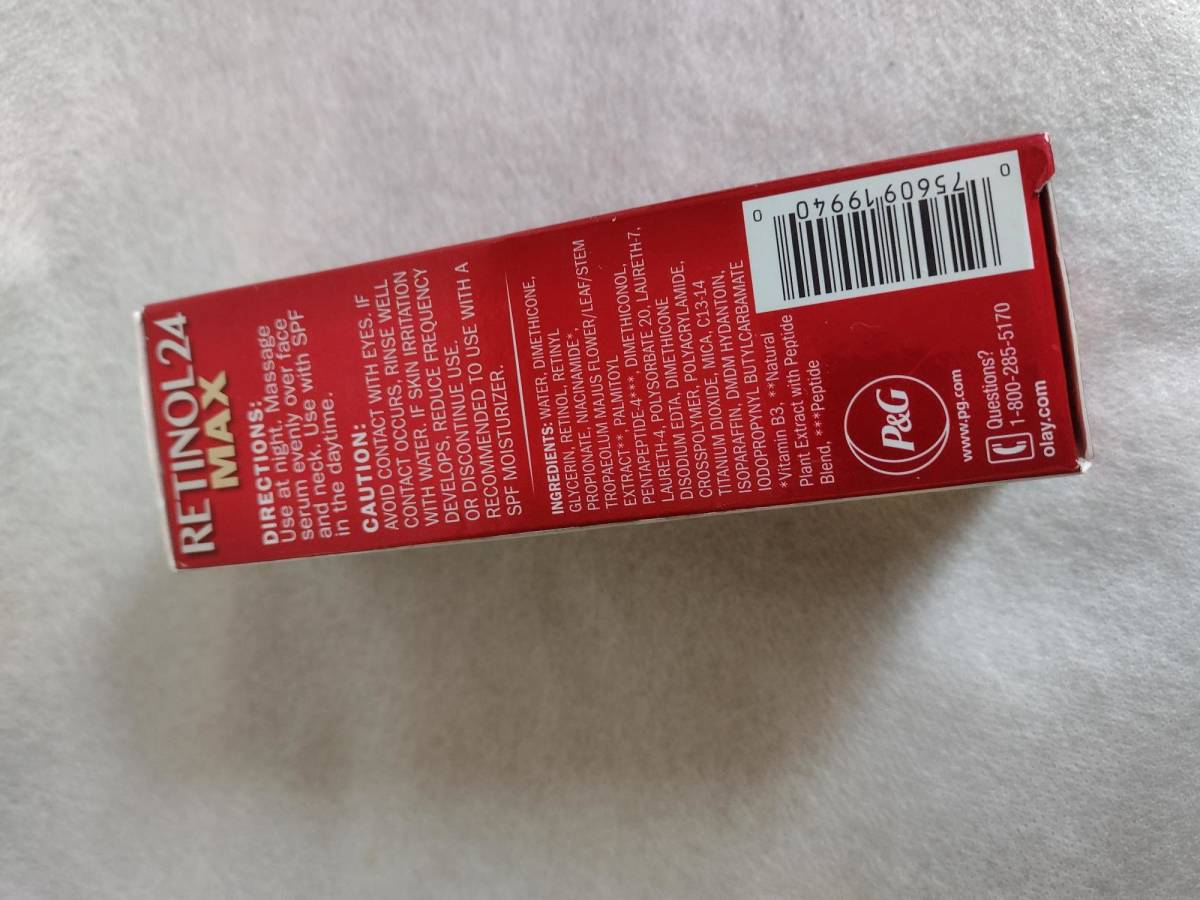 RETINOL24
MAX
DIRECTIONS:
Use at night. Massage
serum evenly over face
and neck. Use with SPF
in the daytime.
CAUTION:
AVOID CONTACT WITH EYES. IF
CONTACT OCCURS, RINSE WELL
WITH WATER. IF SKIN IRRITATION
DEVELOPS, REDUCE FREQUENCY
OR DISCONTINUE USE.
RECOMMENDED TO USE WITH A
SPF MOISTURIZER.
INGREDIENTS: WATER, DIMETHICONE,
GLYCERIN, RETINOL, RETINYL
PROPIONATE, NIACINAMIDE*,
TROPAEOLUM MAJUS FLOWER/LEAF/STEM
EXTRACT**, PALMITOYL
PENTAPEPTIDE-4***, DIMETHICONOL,
LAURETH-4, POLYSORBATE 20, LAURETH-7,
DISODIUM EDTA, DIMETHICONE
CROSSPOLYMER, POLYACRYLAMIDE,
TITANIUM DIOXIDE, MICA, C13-14
ISOPARAFFIN, DMDM HYDANTOIN,
IODOPROPYNYL BUTYLCARBAMATE
*Vitamin B3, **Natural
Plant Extract with Peptide
Blend, ***Peptide
0 75609 19940 0
P&G
www.pg.com
Questions?
1-800-285-5170
olay.com